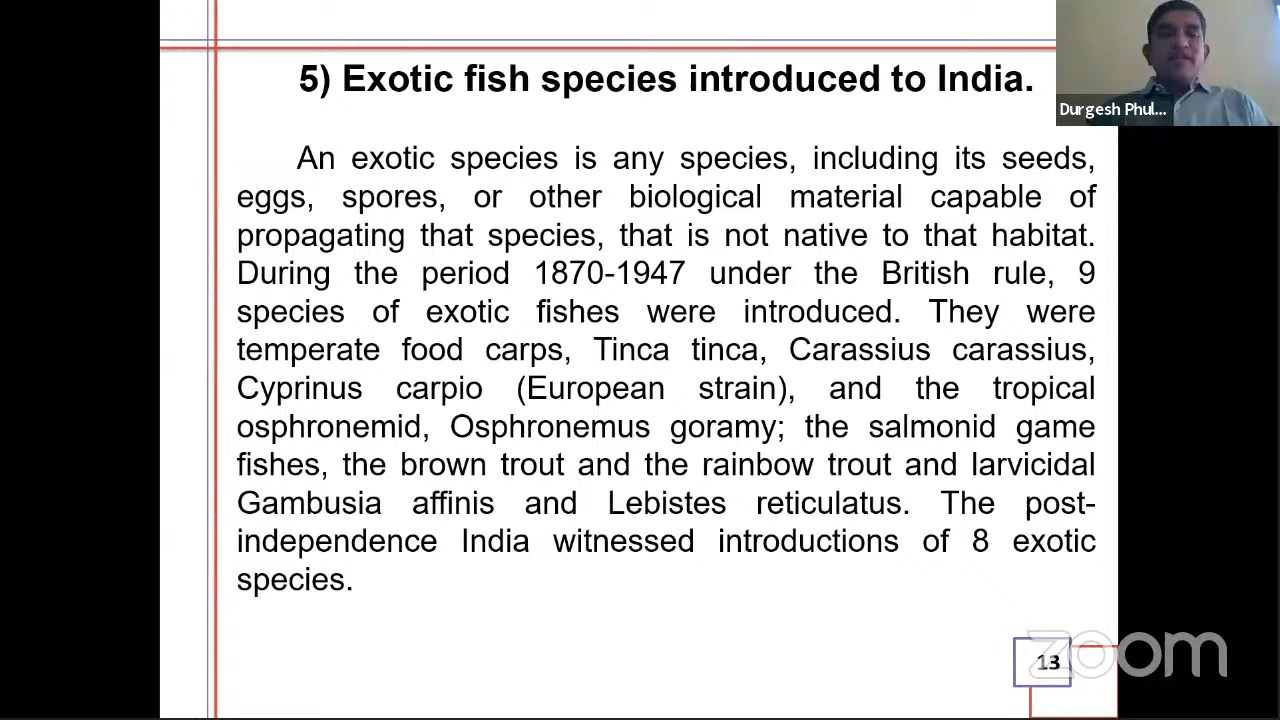 5) Exotic fish species introduced to India.
Durgesh Phul...
An exotic species is any species, including its seeds,
eggs, spores, or other biological material capable of
propagating that species, that is not native to that habitat.
During the period 1870-1947 under the British rule, 9
species of exotic fishes were introduced. They were
temperate food carps, Tinca tinca, Carassius carassius,
Cyprinus carpio (European strain), and the tropical
osphronemid, Osphronemus goramy; the salmonid game
fishes, the brown trout and the rainbow trout and larvicidal
Gambusia affinis and Lebistes reticulatus. The post-
independence India witnessed introductions of 8 exotic
species.
13
zoom